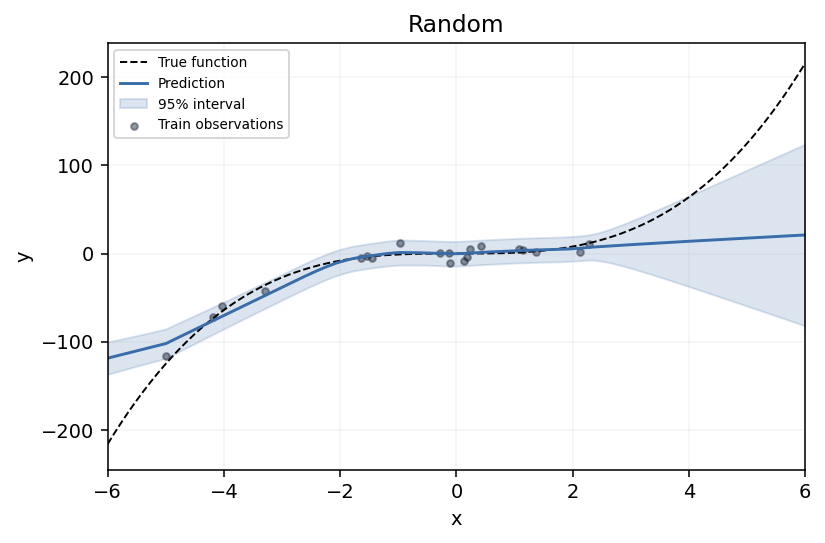 Random
True function
Prediction
95% interval
Train observations
200
100
0
−100
−200
y
−6
−4
−2
0
2
4
6
x